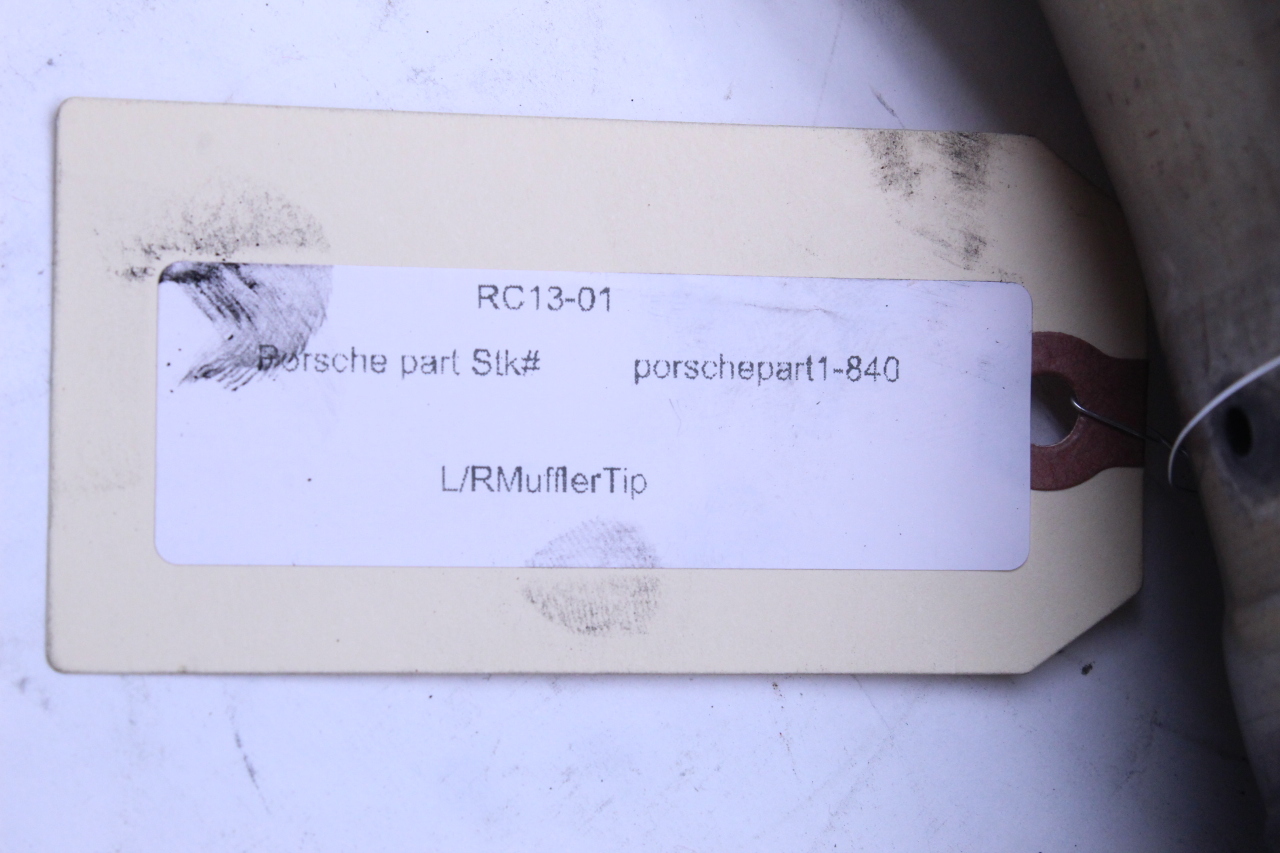 RC13-01
Porsche part Stk# porschepart1-840
L/RMufflerTip